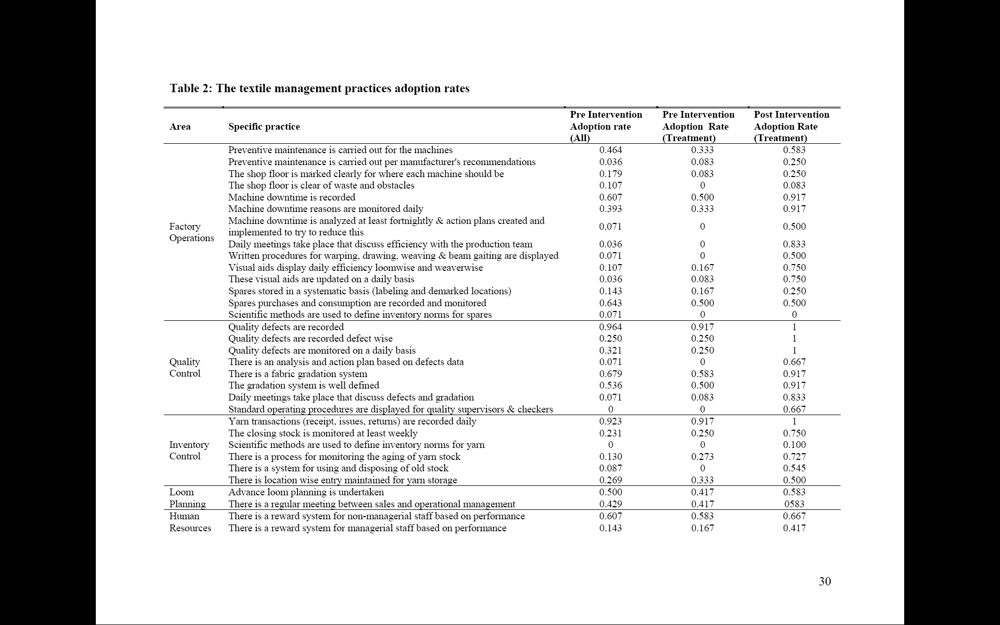 Table 2: The textile management practices adoption rates
Area Specific practice Pre Intervention Adoption rate (All) Pre Intervention Adoption Rate (Treatment) Post Intervention Adoption Rate (Treatment)
Factory Operations
Preventive maintenance is carried out for the machines 0.464 0.333 0.583
Preventive maintenance is carried out per manufacturer's recommendations 0.036 0.083 0.250
The shop floor is marked clearly for where each machine should be 0.179 0.083 0.250
The shop floor is clear of waste and obstacles 0.107 0 0.083
Machine downtime is recorded 0.607 0.500 0.917
Machine downtime reasons are monitored daily 0.393 0.333 0.917
Machine downtime is analyzed at least fortnightly & action plans created and
implemented to try to reduce this 0.071 0 0.500
Daily meetings take place that discuss efficiency with the production team 0.036 0 0.833
Written procedures for warping, drawing, weaving & beam gaiting are displayed 0.071 0 0.500
Visual aids display daily efficiency loomwise and weaverwise 0.107 0.167 0.750
These visual aids are updated on a daily basis 0.036 0.083 0.750
Spares stored in a systematic basis (labeling and demarked locations) 0.143 0.167 0.250
Spares purchases and consumption are recorded and monitored 0.643 0.500 0.500
Scientific methods are used to define inventory norms for spares 0.071 0 0
Quality Control
Quality defects are recorded 0.964 0.917 1
Quality defects are recorded defect wise 0.250 0.250 1
Quality defects are monitored on a daily basis 0.321 0.250 1
There is an analysis and action plan based on defects data 0.071 0 0.667
There is a fabric gradation system 0.679 0.583 0.917
The gradation system is well defined 0.536 0.500 0.917
Daily meetings take place that discuss defects and gradation 0.071 0.083 0.833
Standard operating procedures are displayed for quality supervisors & checkers 0 0 0.667
Inventory Control
Yarn transactions (receipt, issues, returns) are recorded daily 0.923 0.917 1
The closing stock is monitored at least weekly 0.231 0.250 0.750
Scientific methods are used to define inventory norms for yarn 0 0 0.100
There is a process for monitoring the aging of yarn stock 0.130 0.273 0.727
There is a system for using and disposing of old stock 0.087 0 0.545
There is location wise entry maintained for yarn storage 0.269 0.333 0.500
Loom Advance loom planning is undertaken 0.500 0.417 0.583
Planning There is a regular meeting between sales and operational management 0.429 0.417 0583
Human There is a reward system for non-managerial staff based on performance 0.607 0.583 0.667
Resources There is a reward system for managerial staff based on performance 0.143 0.167 0.417
30